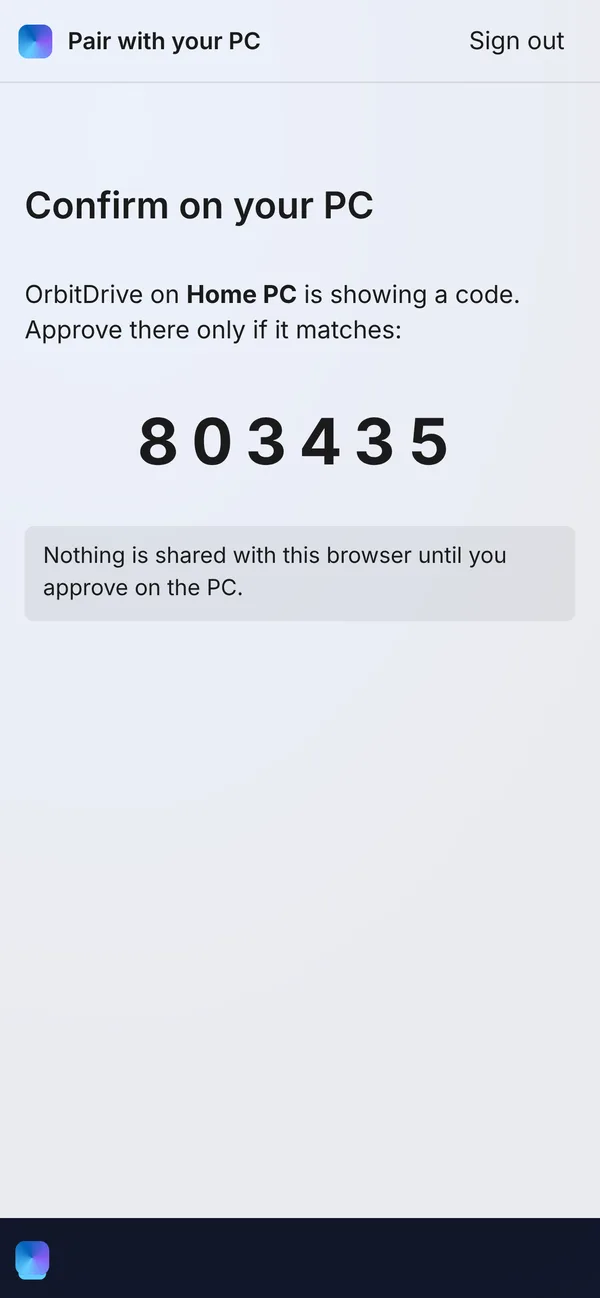 Pair with your PC
Sign out
Confirm on your PC
OrbitDrive on Home PC is showing a code.
Approve there only if it matches:
803435
Nothing is shared with this browser until you
approve on the PC.